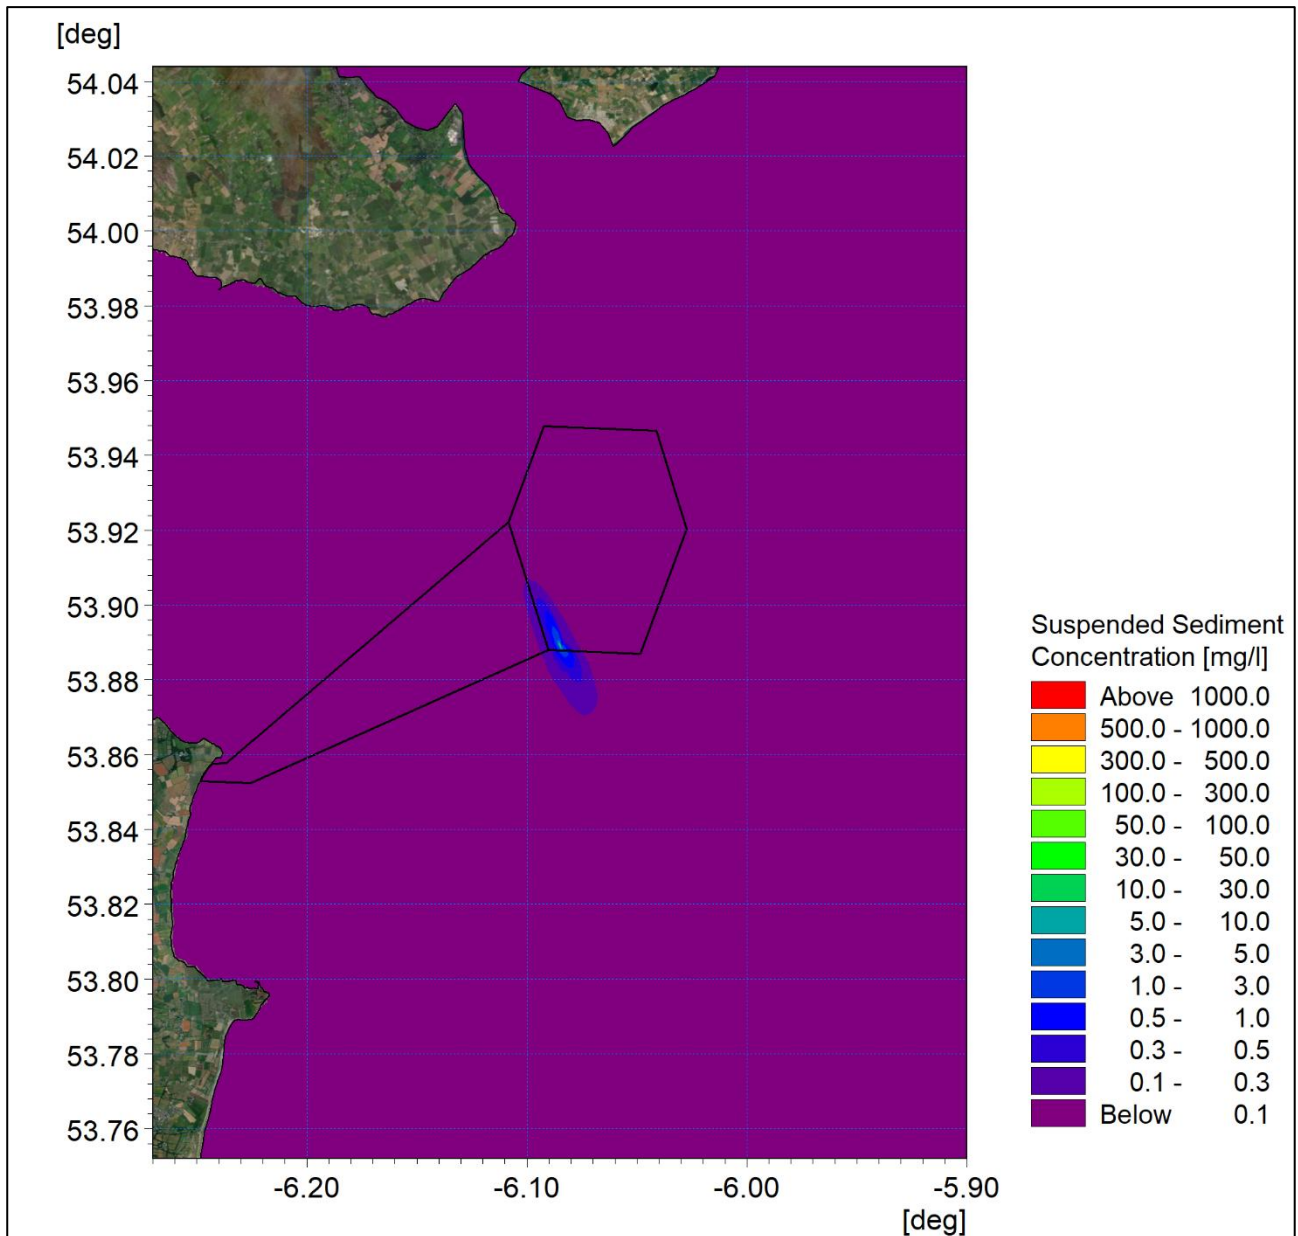 [deg]
54.04
54.02
54.00
53.98
53.96
53.94
53.92
53.90
53.88
53.86
53.84
53.82
53.80
53.78
53.76
-6.20 -6.10 -6.00 -5.90
[deg]
Suspended Sediment
Concentration [mg/l]
Above 1000.0
500.0 - 1000.0
300.0 - 500.0
100.0 - 300.0
50.0 - 100.0
30.0 - 50.0
10.0 - 30.0
5.0 - 10.0
3.0 - 5.0
1.0 - 3.0
0.5 - 1.0
0.3 - 0.5
0.1 - 0.3
Below 0.1